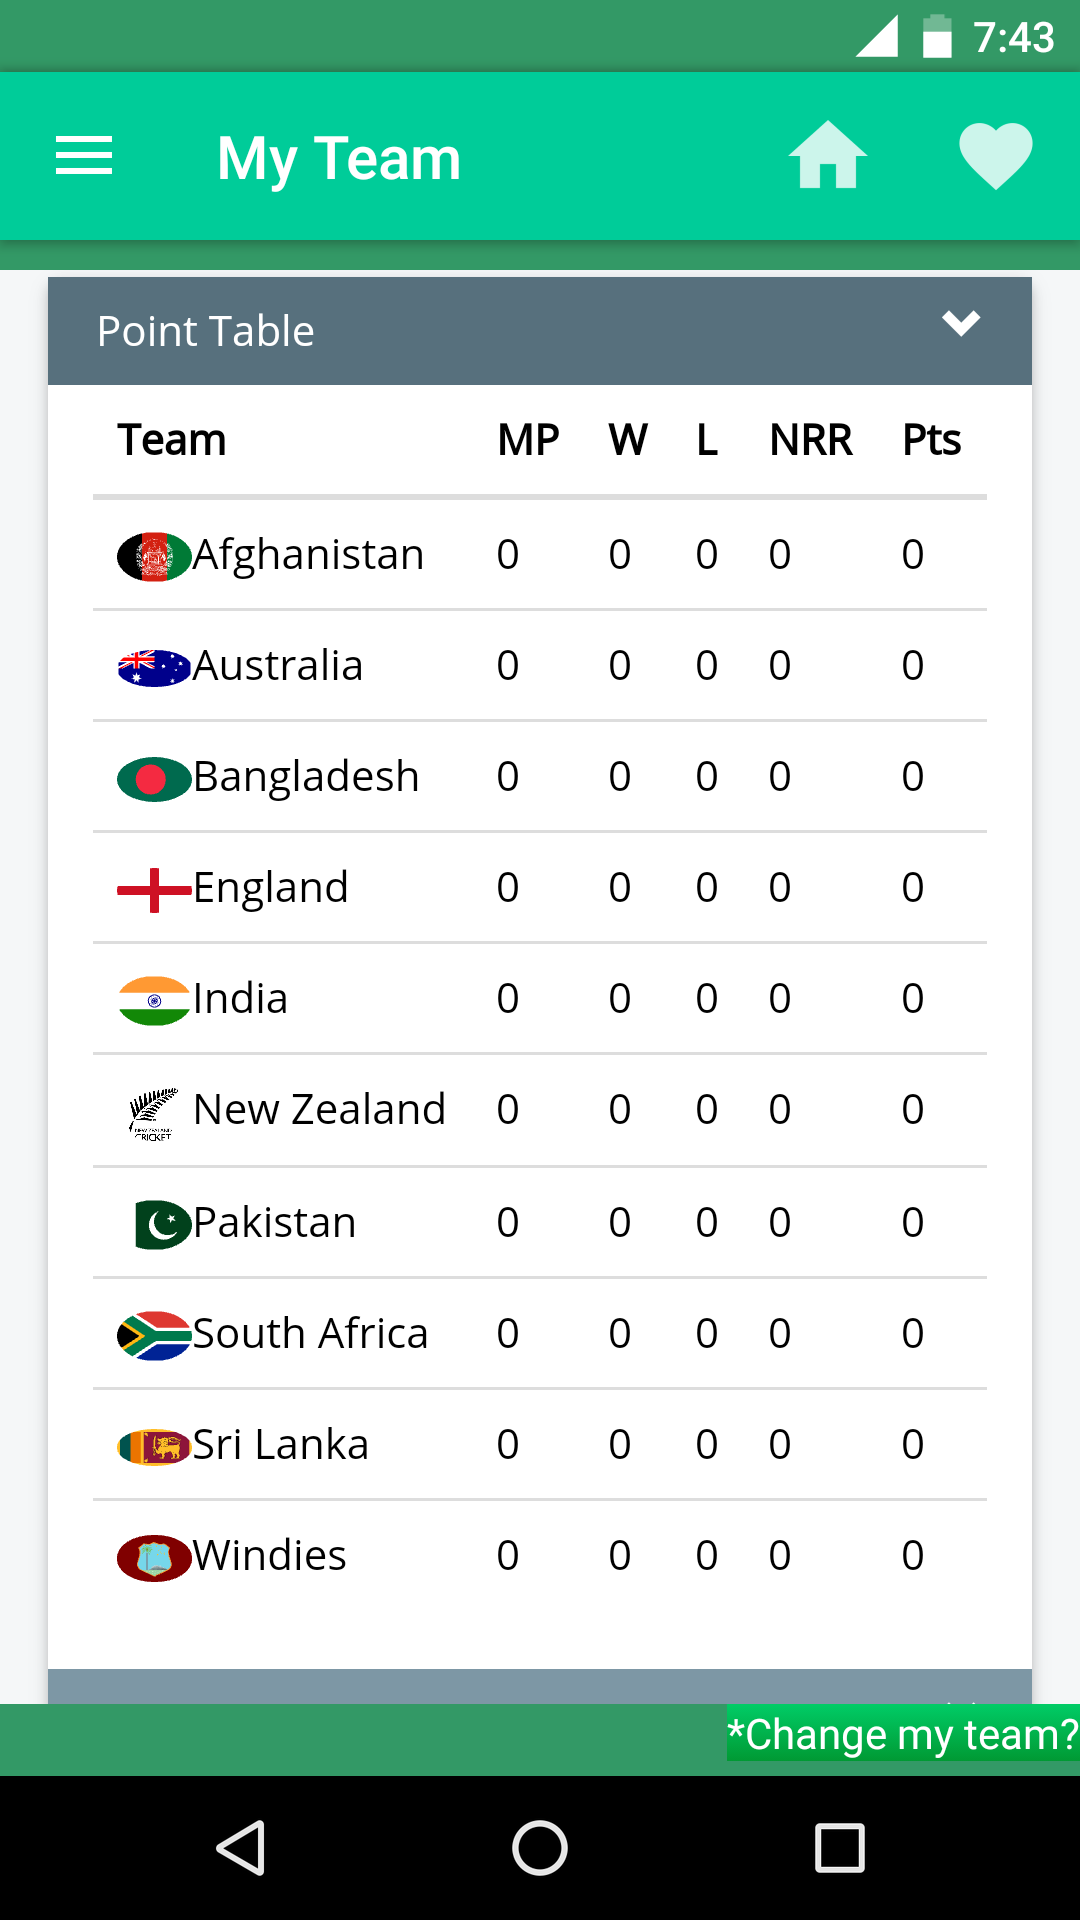 7:43
My Team
Point Table
Team MP W L NRR Pts
Afghanistan 0 0 0 0 0
Australia 0 0 0 0 0
Bangladesh 0 0 0 0 0
England 0 0 0 0 0
India 0 0 0 0 0
New Zealand 0 0 0 0 0
Pakistan 0 0 0 0 0
South Africa 0 0 0 0 0
Sri Lanka 0 0 0 0 0
Windies 0 0 0 0 0
*Change my team?